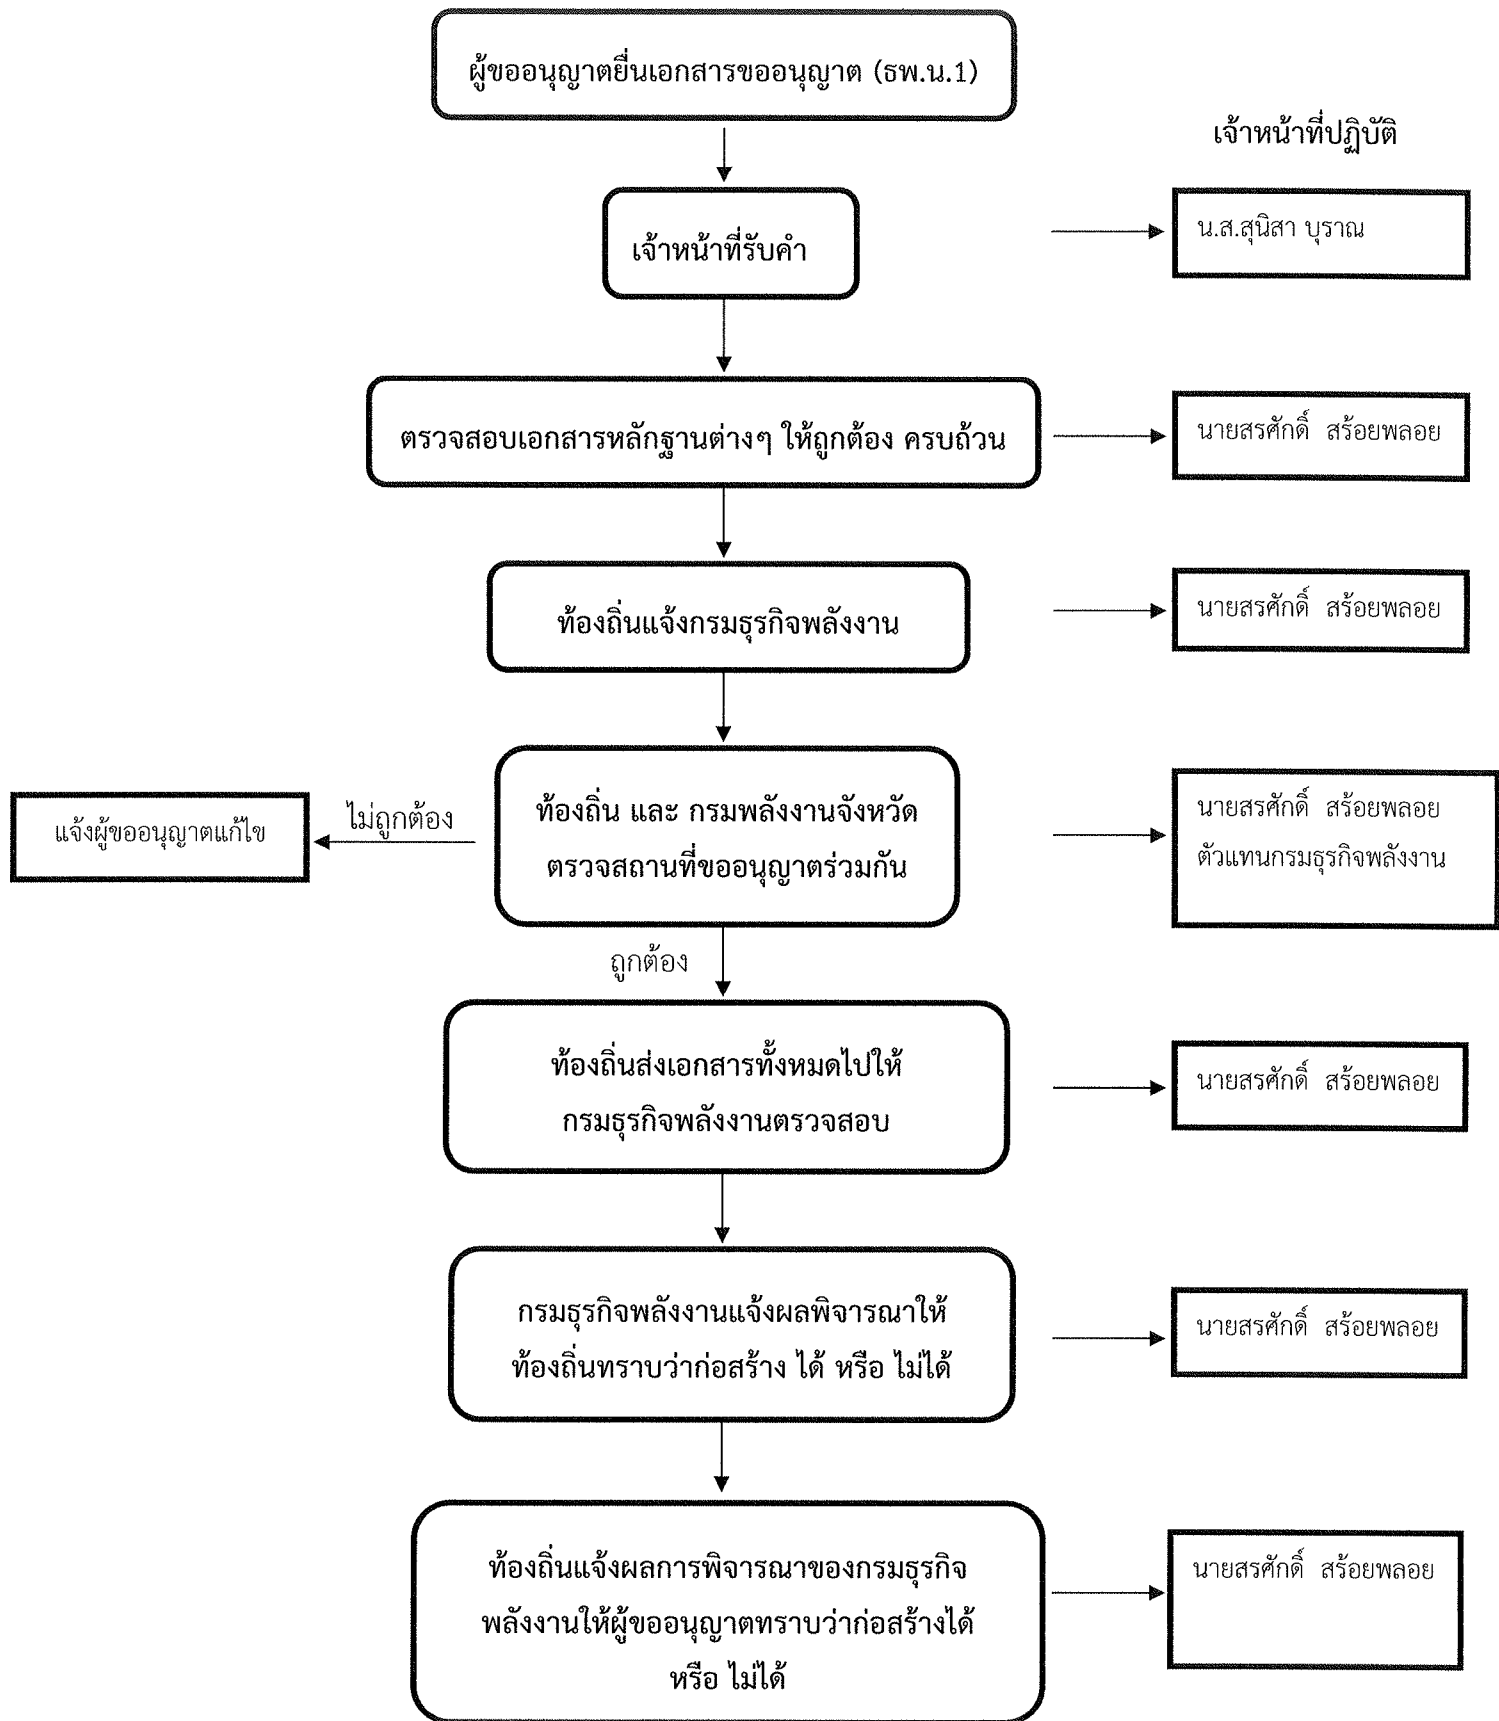 ผู้ขออนุญาตยื่นเอกสารขออนุญาต (ธพ.น.1)
เจ้าหน้าที่ปฏิบัติ
เจ้าหน้าที่รับคำ
น.ส.สุนิสา บุราณ
ตรวจสอบเอกสารหลักฐานต่างๆ ให้ถูกต้อง ครบถ้วน
นายสรศักดิ์ สร้อยพลอย
ท้องถิ่นแจ้งกรมธุรกิจพลังงาน
นายสรศักดิ์ สร้อยพลอย
ท้องถิ่น และ กรมพลังงานจังหวัด
ตรวจสถานที่ขออนุญาตร่วมกัน
ไม่ถูกต้อง
แจ้งผู้ขออนุญาตแก้ไข
นายสรศักดิ์ สร้อยพลอย
ตัวแทนกรมธุรกิจพลังงาน
ถูกต้อง
ท้องถิ่นส่งเอกสารทั้งหมดไปให้
กรมธุรกิจพลังงานตรวจสอบ
นายสรศักดิ์ สร้อยพลอย
กรมธุรกิจพลังงานแจ้งผลพิจารณาให้
ท้องถิ่นทราบว่าก่อสร้าง ได้ หรือ ไม่ได้
นายสรศักดิ์ สร้อยพลอย
ท้องถิ่นแจ้งผลการพิจารณาของกรมธุรกิจ
พลังงานให้ผู้ขออนุญาตทราบว่าก่อสร้างได้
หรือ ไม่ได้
นายสรศักดิ์ สร้อยพลอย